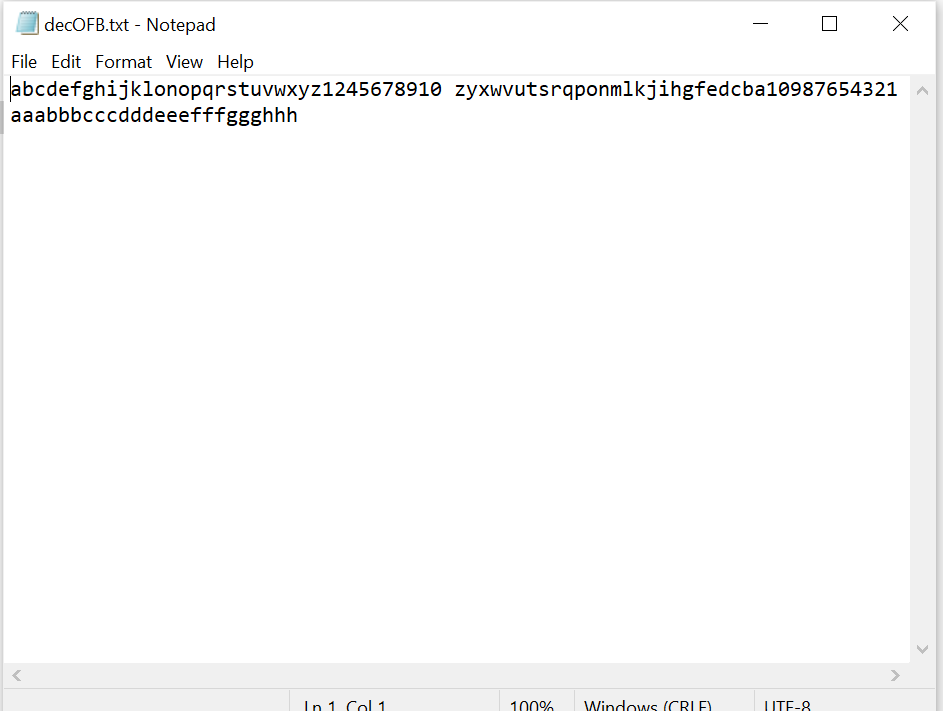 decOFB.txt - Notepad
File Edit Format View Help
abcdefghijklonopqrstuvwxyz1245678910 zyxwvutsrqponmlkjihgfedcba10987654321
aaabbbcccdddeeefffggghhh
Ln 1, Col 1 100% Windows (CRLF) UTF-8